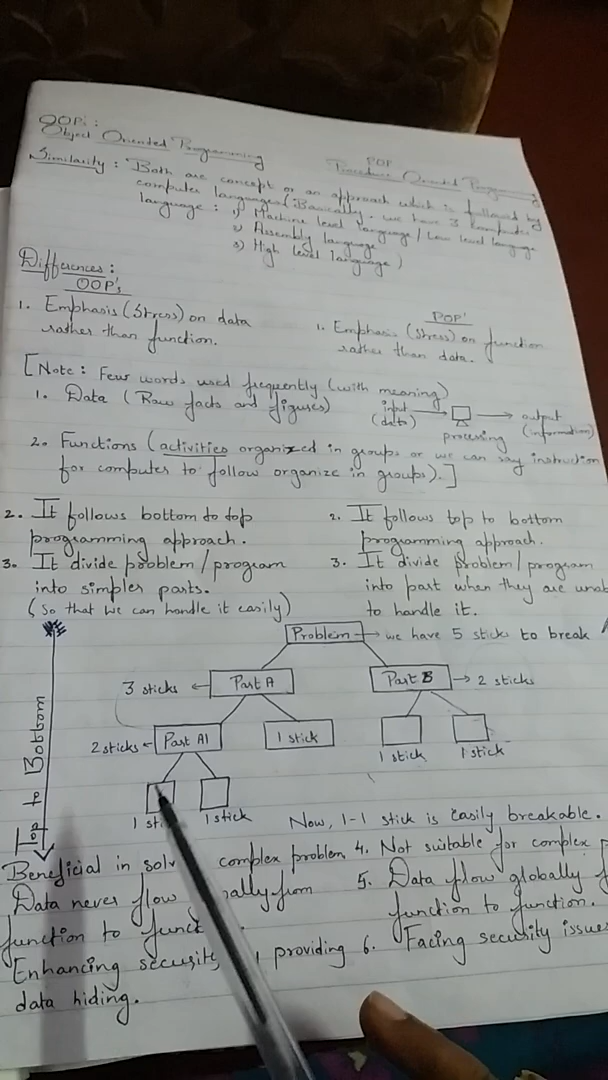 OOPs:
Object Oriented Programming
POP
Procedure Oriented Programming
Similarity: Both are concept or an approach which is followed by
computer languages (Basically, we have 3 computer
language: 1) Machine level language / Low level language
2) Assembly language
3) High level language)
Differences:
OOP's
POP'
1. Emphasis (Stress) on data
rather than function.
1. Emphasis (Stress) on function
rather than data.
[Note: Few words used frequently (with meaning)
1. Data (Raw facts and figures)
input
(data)
processing
output
(information)
2. Functions (activities organized in groups or we can say instruction
for computer to follow organize in groups).]
2. It follows bottom to top
programming approach.
3. It divide problem/program
into simpler parts.
(So that we can handle it easily)
2. It follows top to bottom
programming approach.
3. It divide problem/program
into part when they are
to handle it.
Problem → we have 5 sticks to break
3 sticks ← Part A
Part B → 2 sticks
2 sticks ← Part A1
1 stick
1 stick
1 stick
1 stick
Top to Bottom
Now, 1-1 stick is easily breakable.
Beneficial in complex problem
Data never flow from
function to
Enhancing security providing
data hiding.
4. Not suitable for complex
5. Data flow globally
function to function.
6. Facing security issue